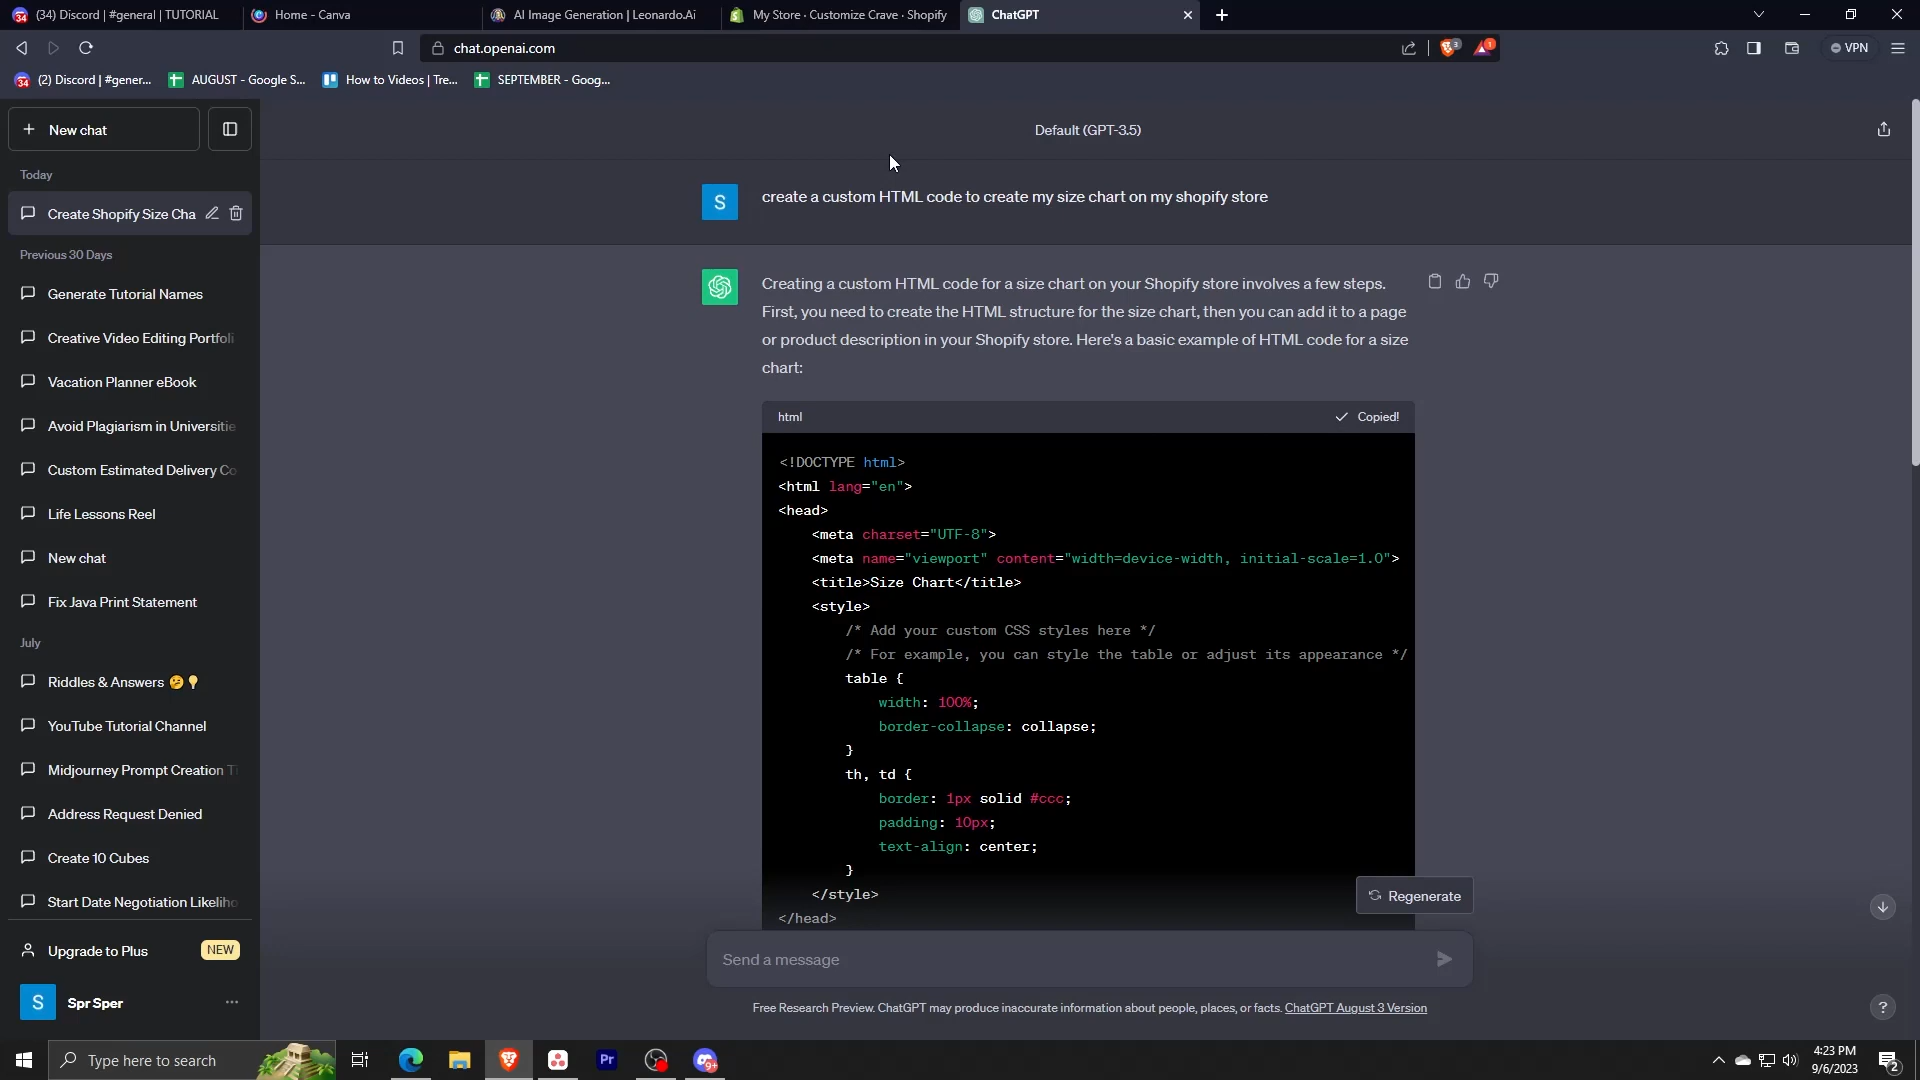 (34) Discord | #general | TUTORIAL
Home - Canva
AI Image Generation | Leonardo.Ai
My Store · Customize Crave · Shopify
ChatGPT
chat.openai.com
VPN
(2) Discord | #gener...
AUGUST - Google S...
How to Videos | Tre...
SEPTEMBER - Goog...
New chat
Default (GPT-3.5)
Today
Create Shopify Size Cha
Previous 30 Days
Generate Tutorial Names
Creative Video Editing Portfoli
Vacation Planner eBook
Avoid Plagiarism in Universitie
Custom Estimated Delivery Co
Life Lessons Reel
New chat
Fix Java Print Statement
July
Riddles & Answers 🤔💡
YouTube Tutorial Channel
Midjourney Prompt Creation T
Address Request Denied
Create 10 Cubes
Start Date Negotiation Likeliho
Upgrade to Plus
NEW
S
Spr Sper
S
create a custom HTML code to create my size chart on my shopify store
Creating a custom HTML code for a size chart on your Shopify store involves a few steps.
First, you need to create the HTML structure for the size chart, then you can add it to a page
or product description in your Shopify store. Here's a basic example of HTML code for a size
chart:
html
Copied!
<!DOCTYPE html>
<html lang="en">
<head>
<meta charset="UTF-8">
<meta name="viewport" content="width=device-width, initial-scale=1.0">
<title>Size Chart</title>
<style>
/* Add your custom CSS styles here */
/* For example, you can style the table or adjust its appearance */
table {
width: 100%;
border-collapse: collapse;
}
th, td {
border: 1px solid #ccc;
padding: 10px;
text-align: center;
}
</style>
</head>
Regenerate
Send a message
Free Research Preview. ChatGPT may produce inaccurate information about people, places, or facts. ChatGPT August 3 Version
?
Type here to search
Pr
4:23 PM
9/6/2023
2